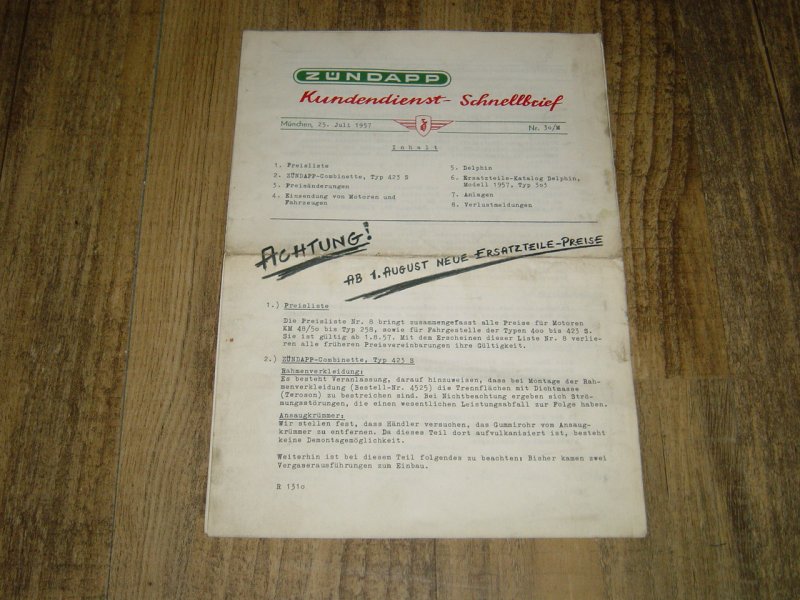 ZÜNDAPP
Kundendienst- Schnellbrief
München, 25. Juli 1957 Nr. 3o/M
Inhalt
1. Preisliste
2. ZÜNDAPP-Combinette, Typ 423 S
3. Preisänderungen
4. Einsendung von Motoren und
Fahrzeugen
5. Delphin
6. Ersatzteile-Katalog Delphin,
Modell 1957, Typ 3o3
7. Anlagen
8. Verlustmeldungen
ACHTUNG!
AB 1. AUGUST NEUE ERSATZTEILE-PREISE
1.) Preisliste
Die Preisliste Nr. 8 bringt zusammengefasst alle Preise für Motoren
KM 48/5o bis Typ 258, sowie für Fahrgestelle der Typen 4oo bis 423 S.
Sie ist gültig ab 1.8.57. Mit dem Erscheinen dieser Liste Nr. 8 verlie-
ren alle früheren Preisvereinbarungen ihre Gültigkeit.
2.) ZÜNDAPP-Combinette, Typ 423 S
Rahmenverkleidung:
Es besteht Veranlassung, darauf hinzuweisen, dass bei Montage der Rah-
menverkleidung (Bestell-Nr. 4525) die Trennflächen mit Dichtmasse
(Teroson) zu bestreichen sind. Bei Nichtbeachtung ergeben sich Strö-
mungsstörungen, die einen wesentlichen Leistungsabfall zur Folge haben.
Ansaugkrümmer:
Wir stellen fest, dass Händler versuchen, das Gummirohr vom Ansaug-
krümmer zu entfernen. Da dieses Teil dort aufvulkanisiert ist, besteht
keine Demontagemöglichkeit.
Weiterhin ist bei diesem Teil folgendes zu beachten: Bisher kamen zwei
Vergaserausführungen zum Einbau.
R 131o